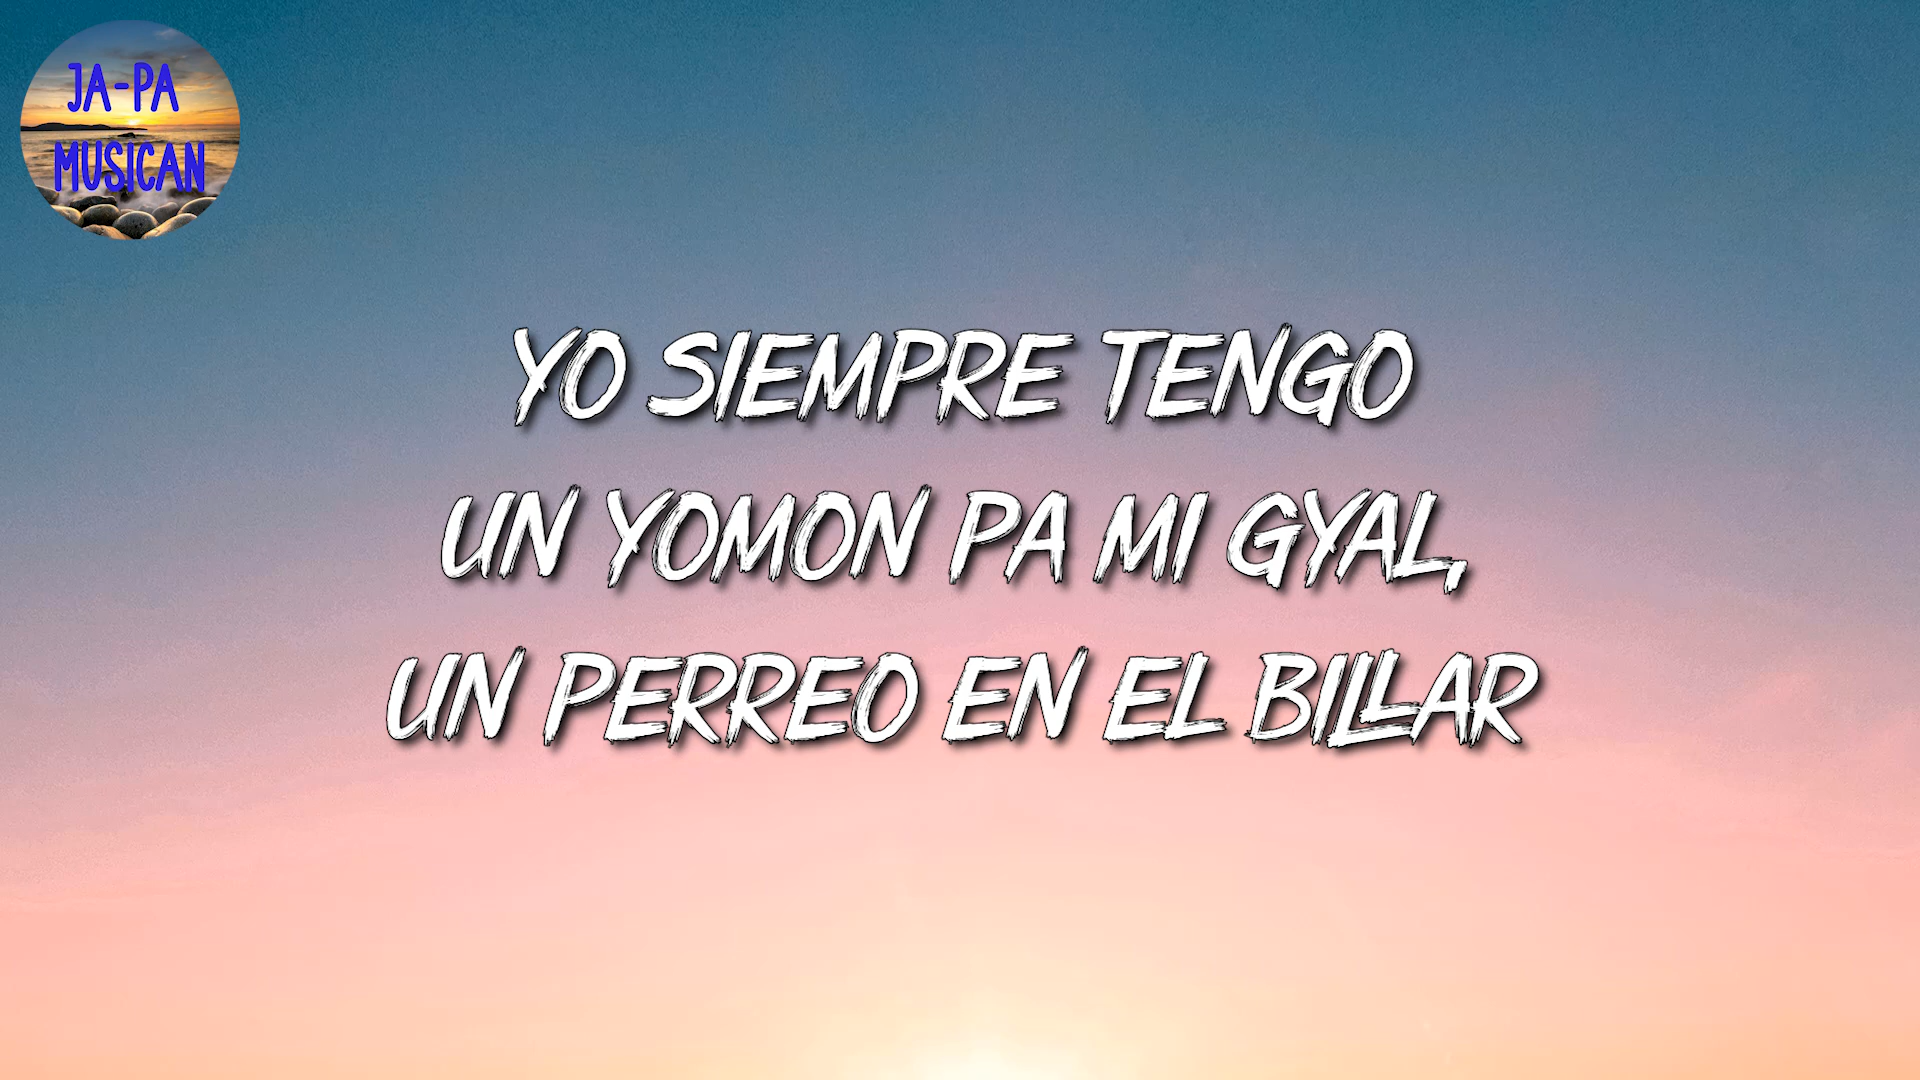 JA-PA
MUSICAN
YO SIEMPRE TENGO
UN YOMON PA MI GYAL,
UN PERREO EN EL BILLAR